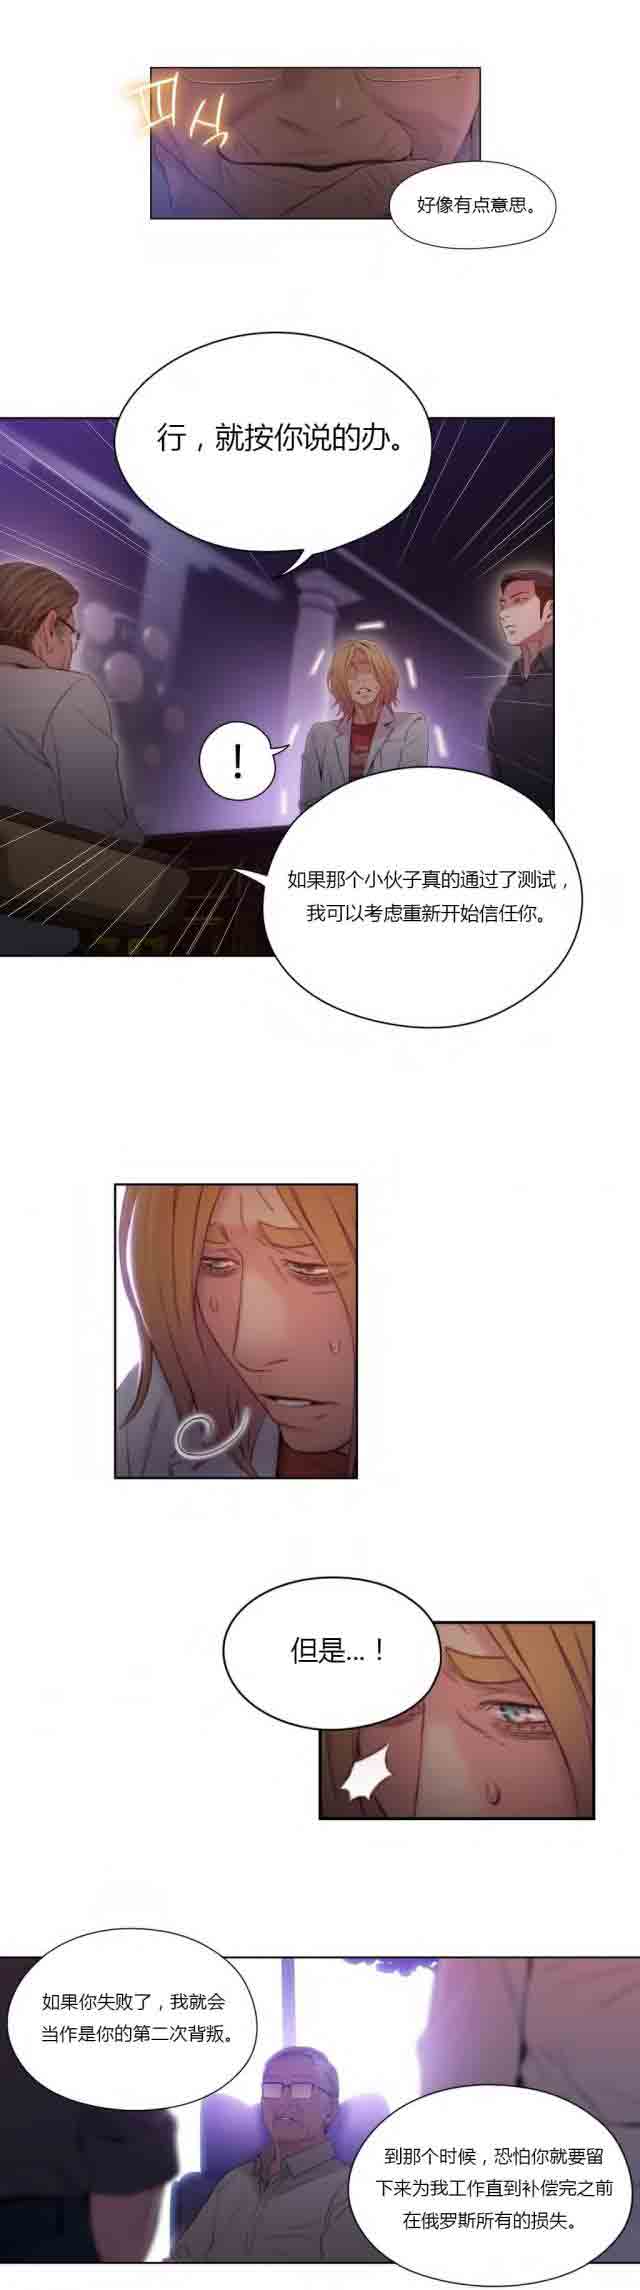 피식
好像有点意思。
行，就按你说的办。
！
如果那个小伙子真的通过了测试，
我可以考虑重新开始信任你。
但是...！
如果你失败了，我就会
当作是你的第二次背叛。
到那个时候，恐怕你就要留
下来为我工作直到补偿完之前
在俄罗斯所有的损失。